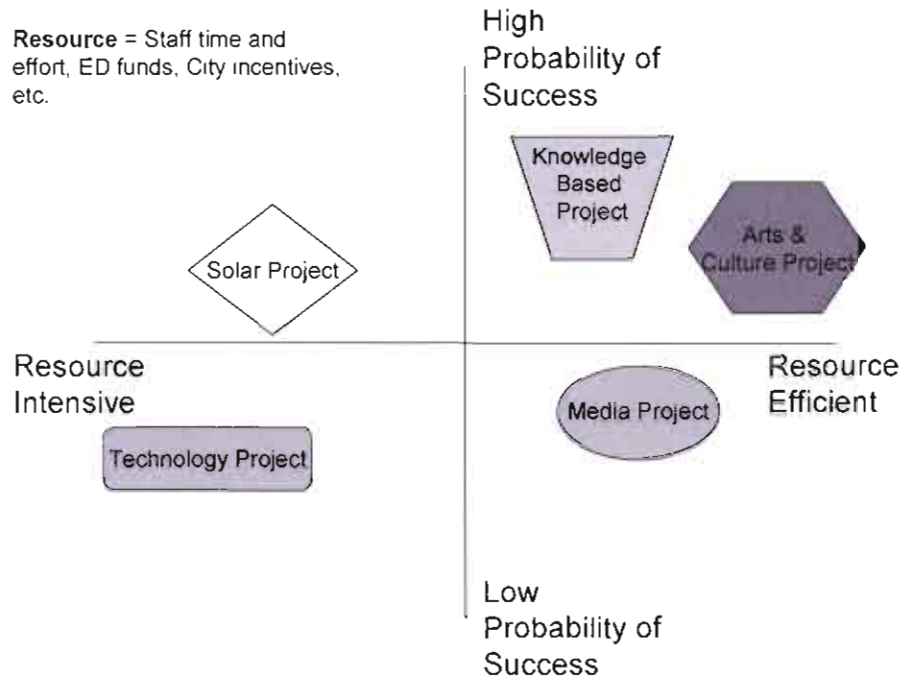 Resource = Staff time and
effort, ED funds, City incentives,
etc.
High
Probability of
Success
Knowledge
Based
Project
Arts &
Culture Project
Solar Project
Resource
Intensive
Resource
Efficient
Media Project
Technology Project
Low
Probability of
Success